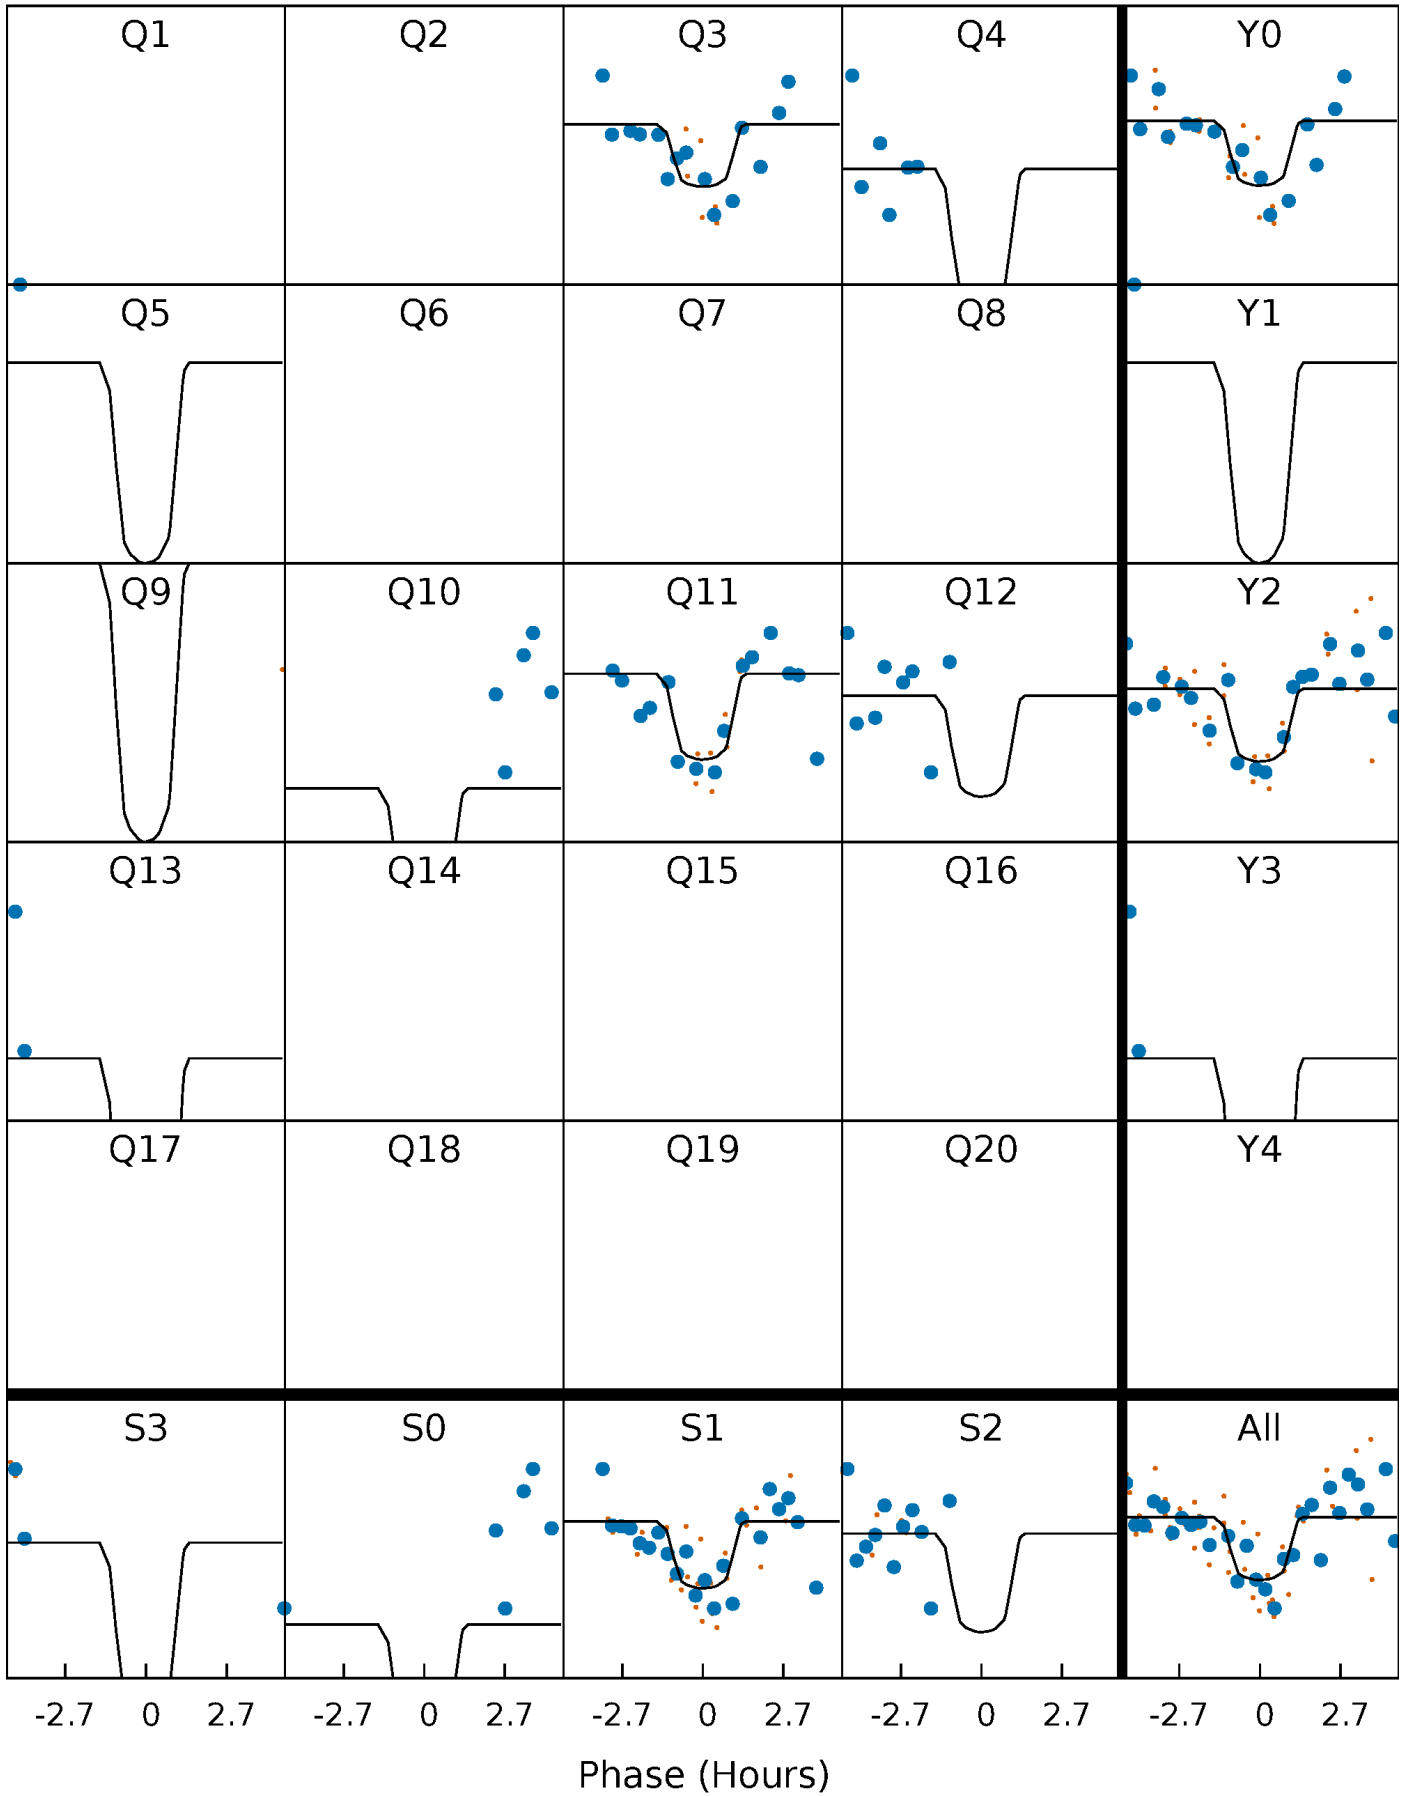 Q1 Q2 Q3 Q4 Y0
Q5 Q6 Q7 Q8 Y1
Q9 Q10 Q11 Q12 Y2
Q13 Q14 Q15 Q16 Y3
Q17 Q18 Q19 Q20 Y4
S3 S0 S1 S2 All
-2.7 0 2.7 -2.7 0 2.7 -2.7 0 2.7 -2.7 0 2.7 -2.7 0 2.7
Phase (Hours)